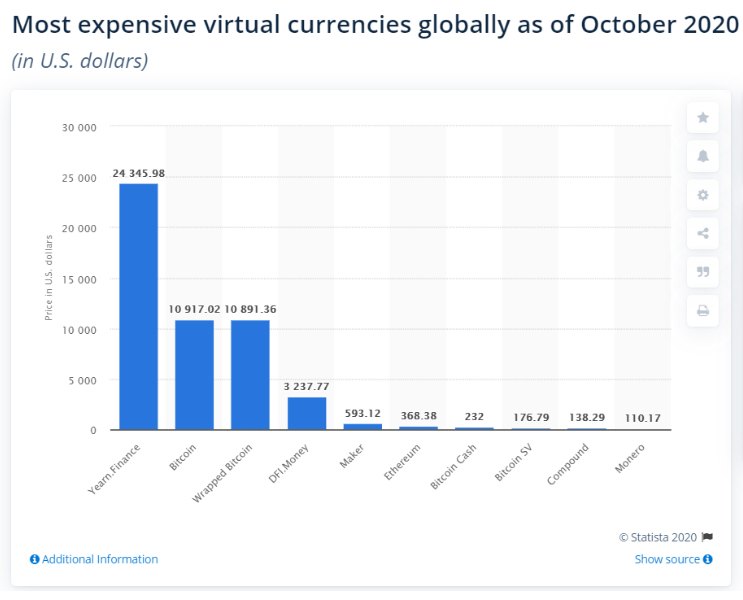 Most expensive virtual currencies globally as of October 2020
(in U.S. dollars)
30 000
25 000
20 000
15 000
10 000
5 000
0
Price in U.S. dollars
24 345.98
10 917.02
10 891.36
3 237.77
593.12
368.38
232
176.79
138.29
110.17
Yearn.Finance
Bitcoin
Wrapped Bitcoin
DFI.Money
Maker
Ethereum
Bitcoin Cash
Bitcoin SV
Compound
Monero
© Statista 2020
Additional Information
Show source